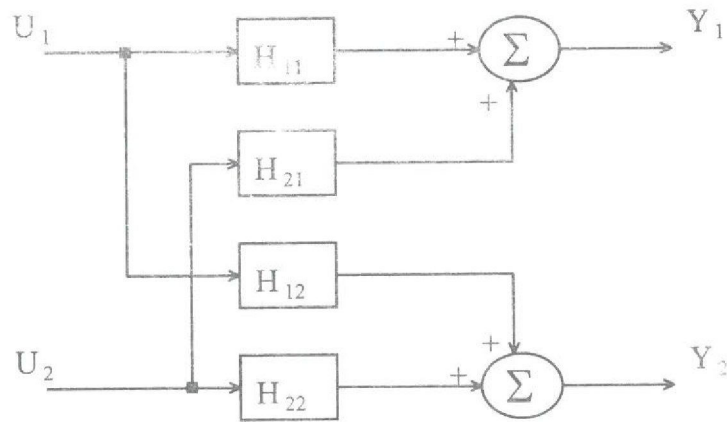 U₁ H₁₁ + Σ Y₁
+
H₂₁
H₁₂
+
U₂ H₂₂ + Σ Y₂